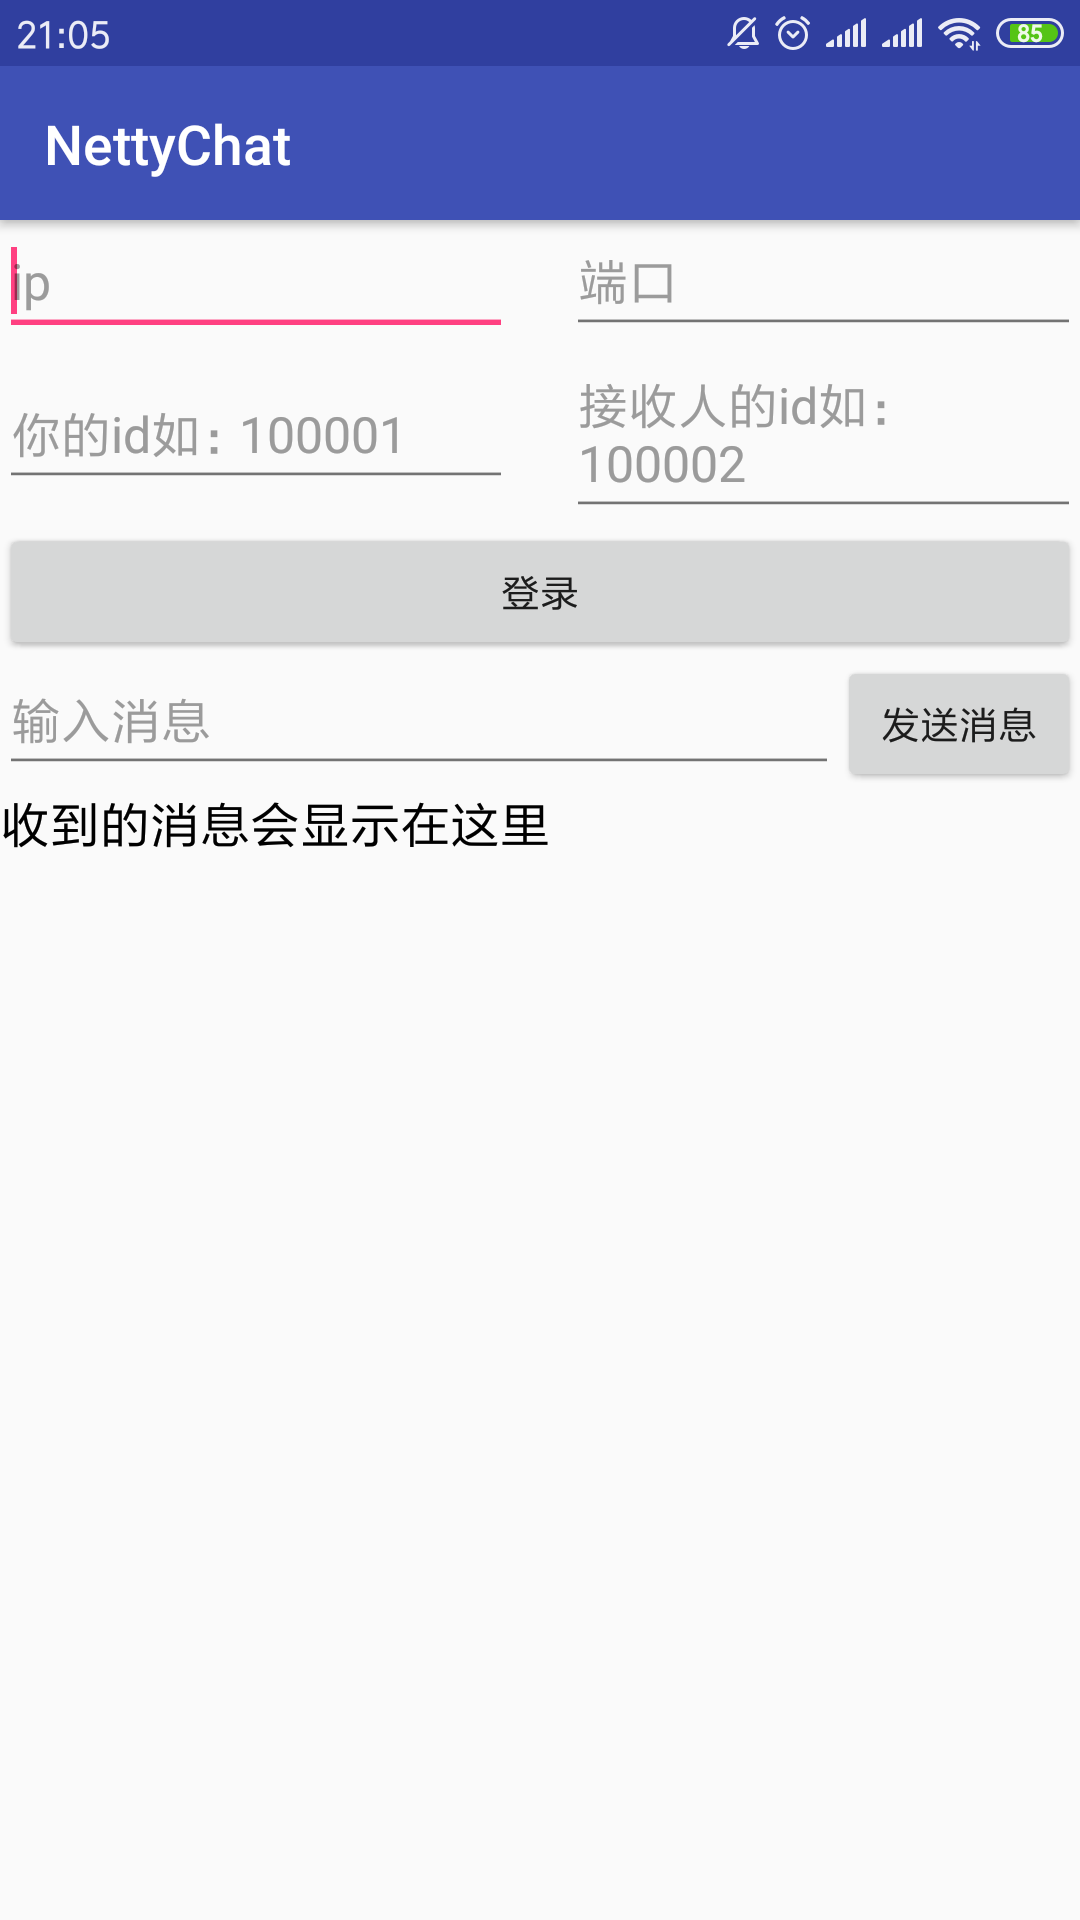 21:05
85
NettyChat
ip
端口
你的id如：100001
接收人的id如：
100002
登录
输入消息
发送消息
收到的消息会显示在这里